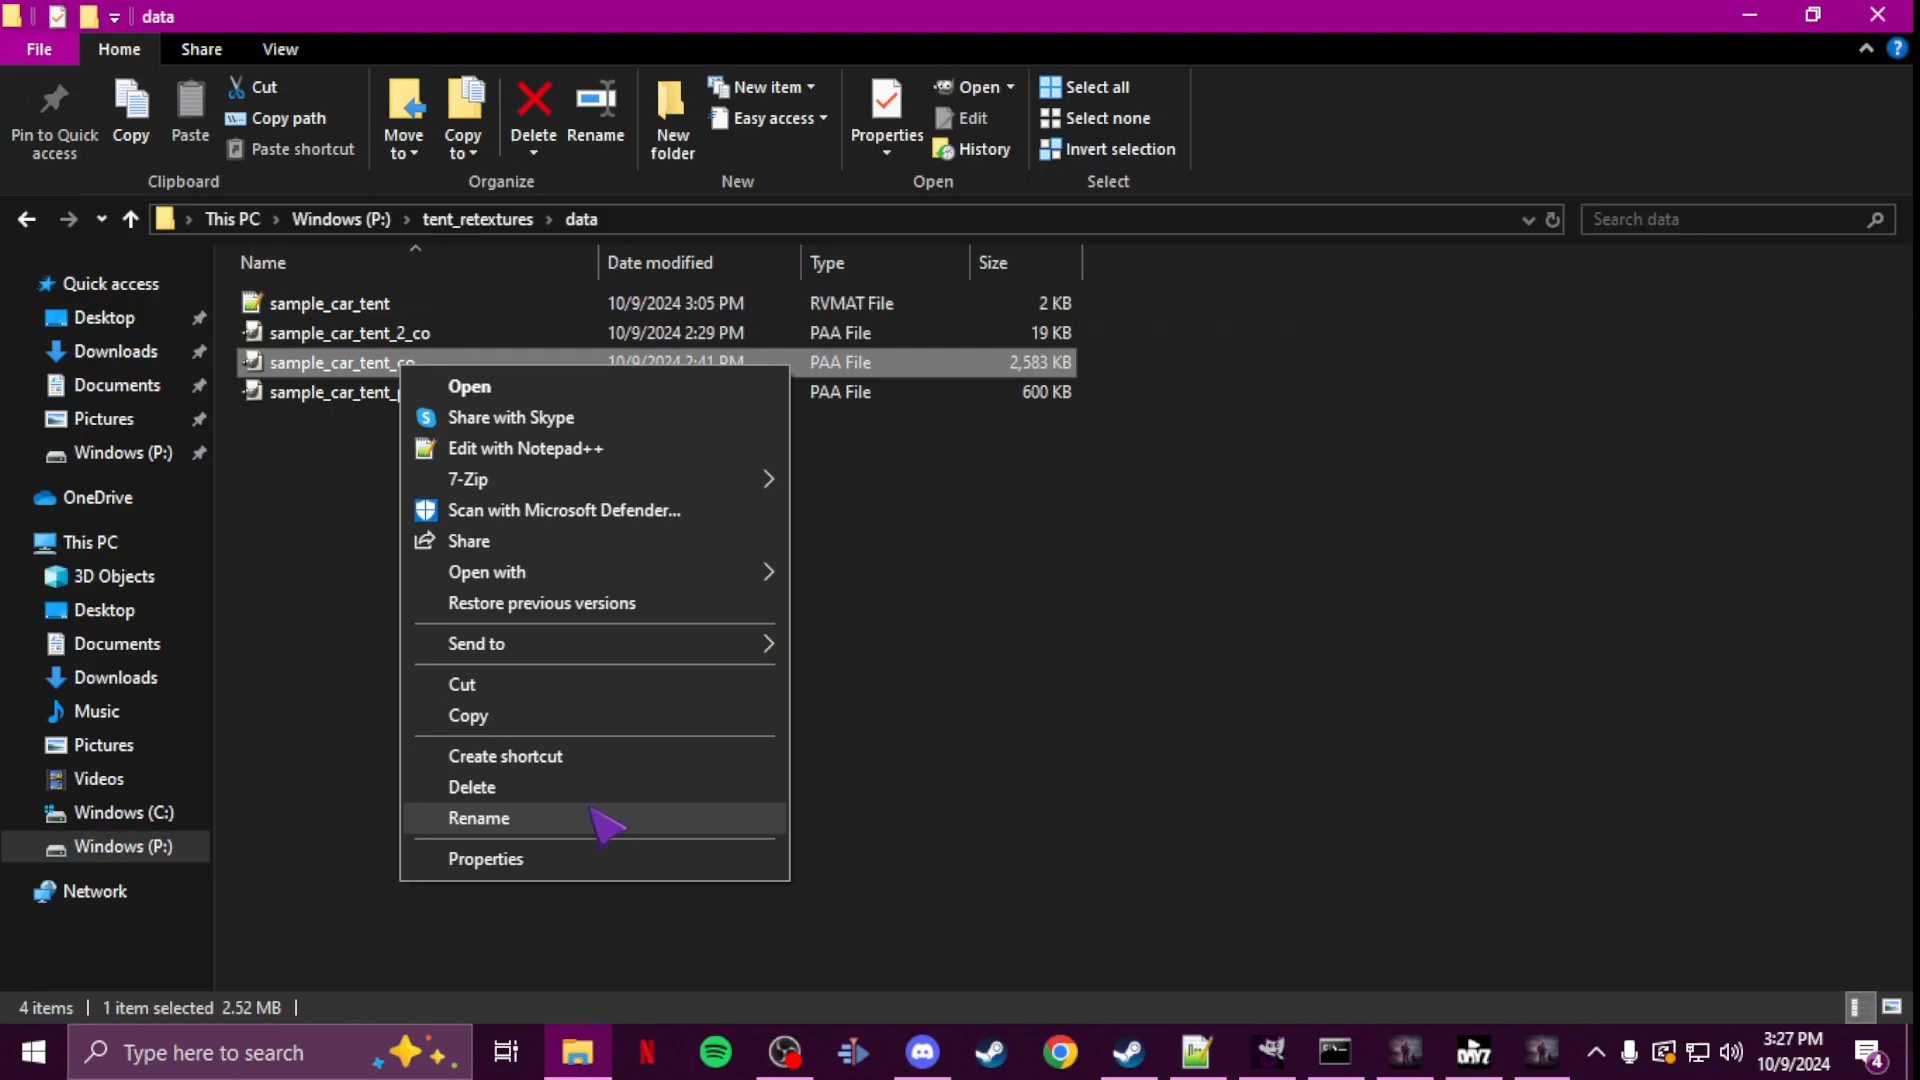 data
File Home Share View
Pin to Quick access
Copy
Paste
Cut
Copy path
Paste shortcut
Clipboard
Move to
Copy to
Delete
Rename
Organize
New folder
New item
Easy access
New
Properties
Open
Edit
History
Open
Select all
Select none
Invert selection
Select
This PC > Windows (P:) > tent_retextures > data
Search data
Name Date modified Type Size
sample_car_tent 10/9/2024 3:05 PM RVMAT File 2 KB
sample_car_tent_2_co 10/9/2024 2:29 PM PAA File 19 KB
sample_car_tent_co 10/9/2024 2:41 PM PAA File 2,583 KB
sample_car_tent_ PAA File 600 KB
Quick access
Desktop
Downloads
Documents
Pictures
Windows (P:)
OneDrive
This PC
3D Objects
Desktop
Documents
Downloads
Music
Pictures
Videos
Windows (C:)
Windows (P:)
Network
Open
Share with Skype
Edit with Notepad++
7-Zip
Scan with Microsoft Defender...
Share
Open with
Restore previous versions
Send to
Cut
Copy
Create shortcut
Delete
Rename
Properties
4 items 1 item selected 2.52 MB
Type here to search
DAYZ
3:27 PM
10/9/2024
4